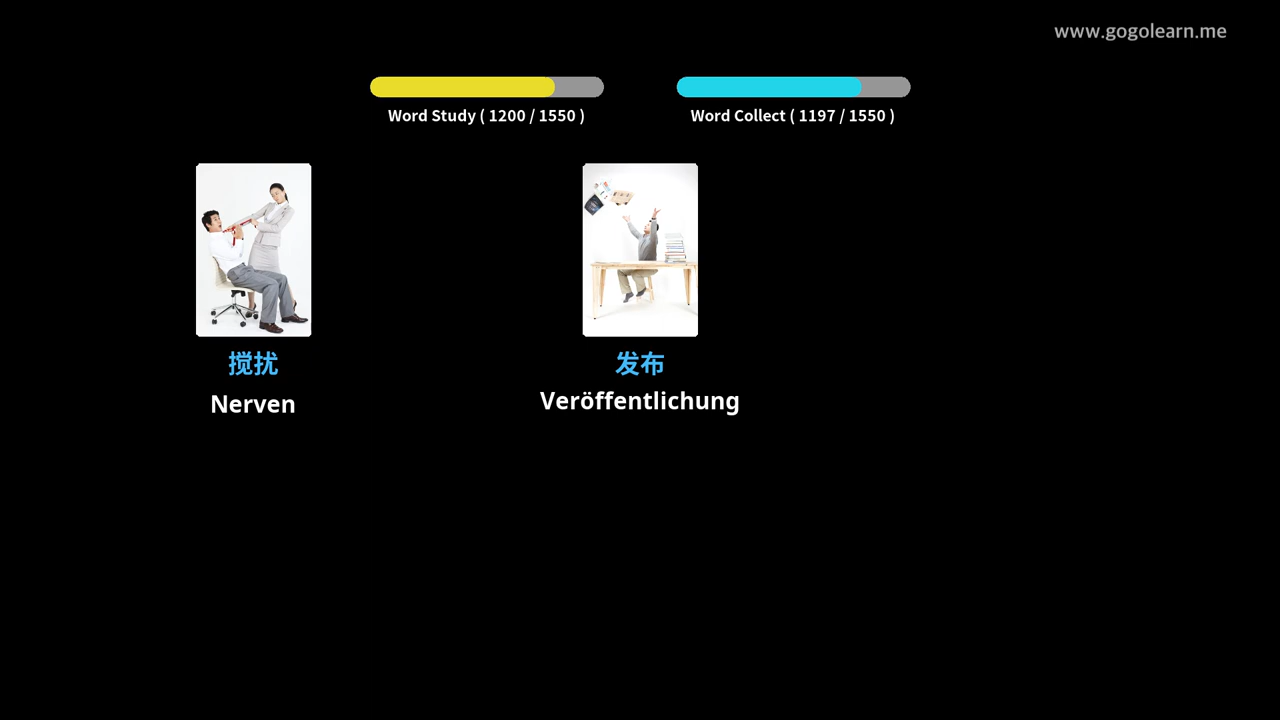 www.gogolearn.me
Word Study ( 1200 / 1550 )
Word Collect ( 1197 / 1550 )
搅扰
Nerven
发布
Veröffentlichung